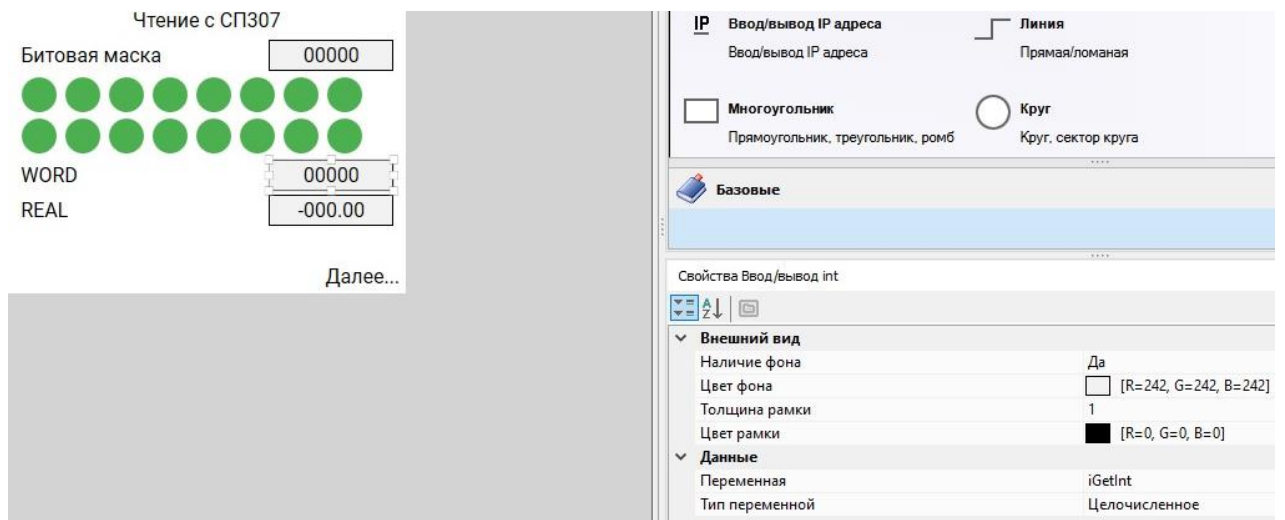 Чтение с СП307
Битовая маска 00000
WORD 00000
REAL -000.00
Далее...
IP Ввод/вывод IP адреса
Ввод/вывод IP адреса
Линия
Прямая/ломаная
Многоугольник
Прямоугольник, треугольник, ромб
Круг
Круг, сектор круга
Базовые
Свойства Ввод/вывод int
Внешний вид
Наличие фона Да
Цвет фона [R=242, G=242, B=242]
Толщина рамки 1
Цвет рамки [R=0, G=0, B=0]
Данные
Переменная iGetInt
Тип переменной Целочисленное